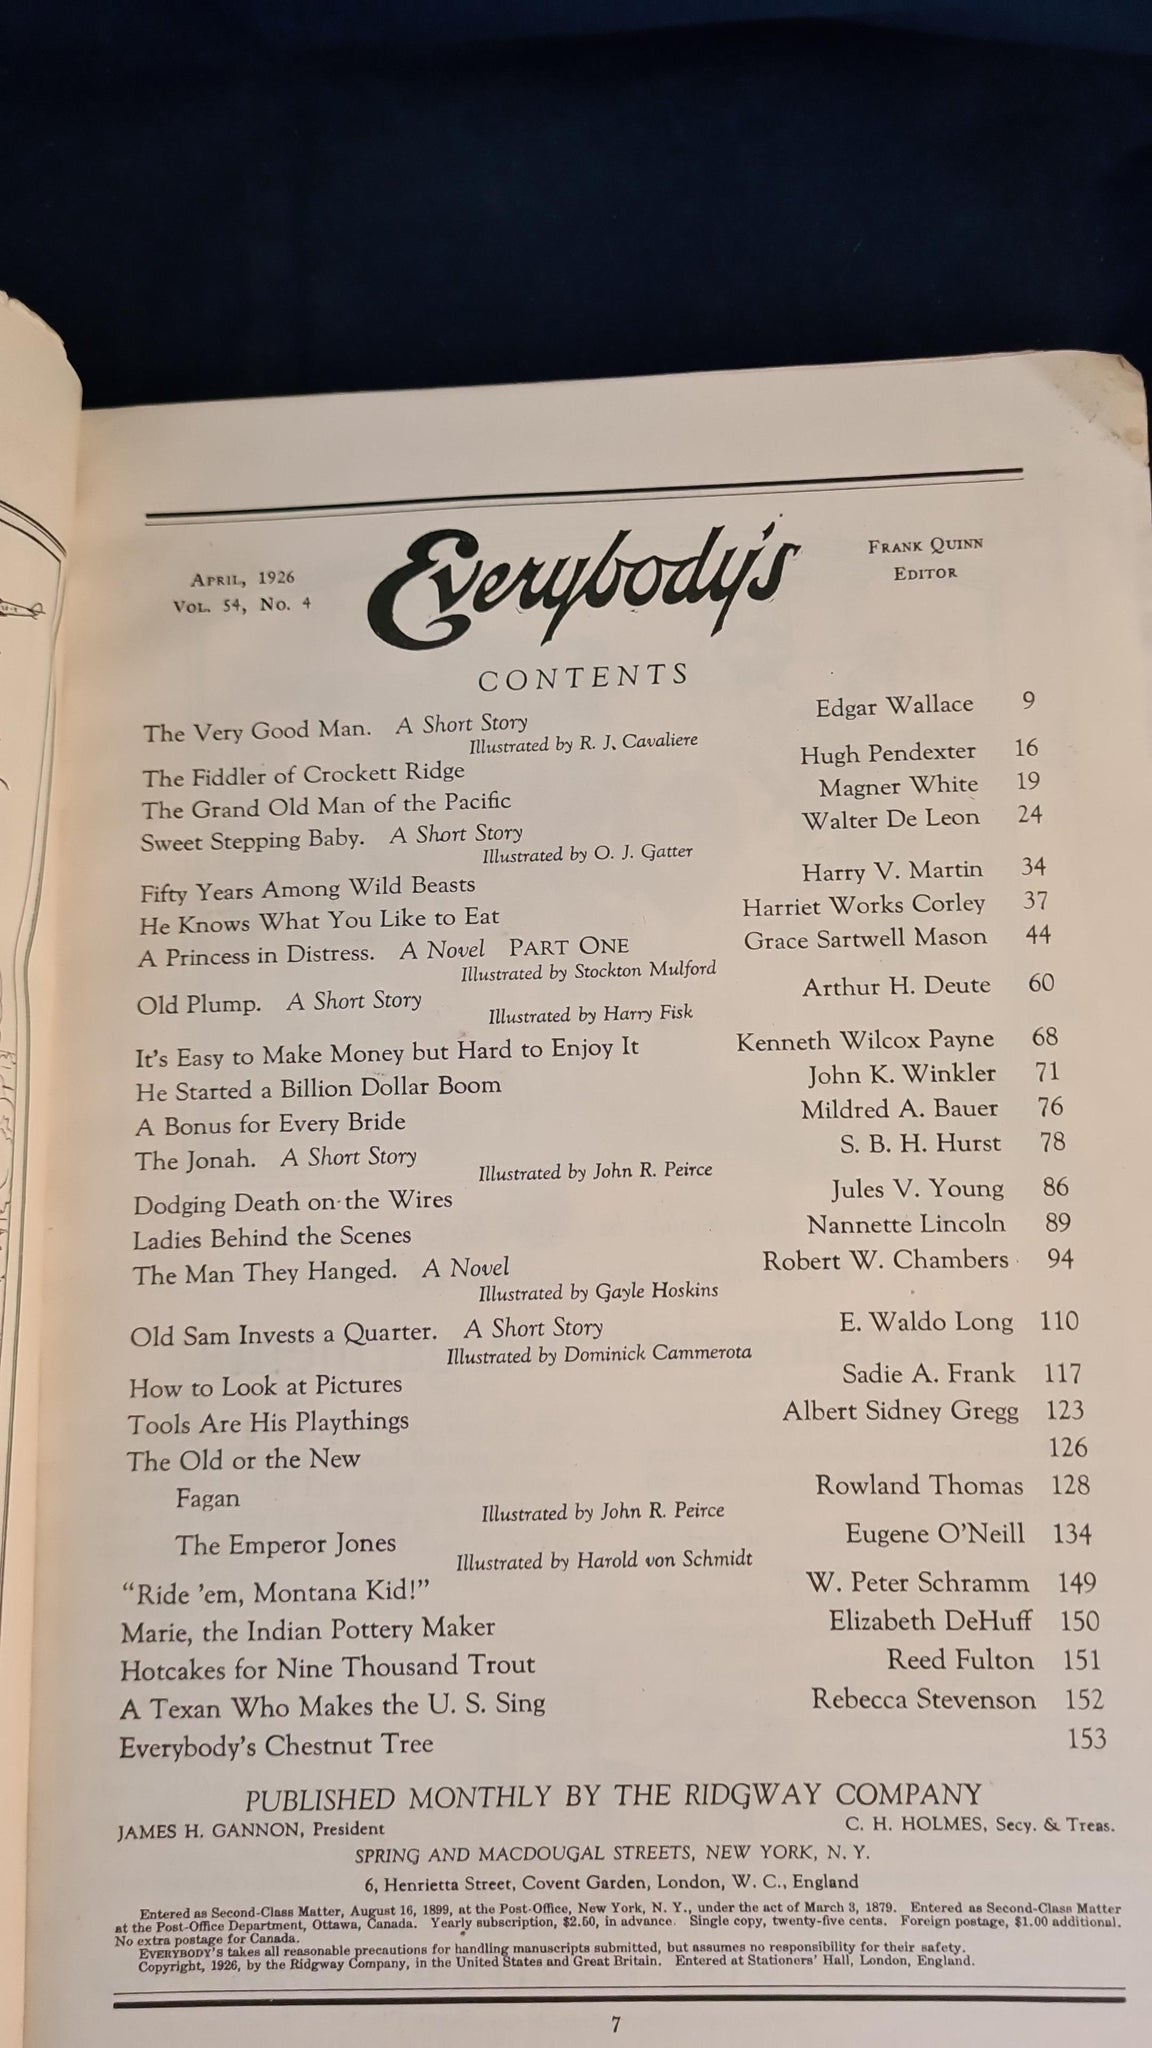 April, 1926
Vol. 54, No. 4
Everybody's
Frank Quinn
Editor
CONTENTS
The Very Good Man. A Short Story Edgar Wallace 9
Illustrated by R. J. Cavaliere
The Fiddler of Crockett Ridge Hugh Pendexter 16
The Grand Old Man of the Pacific Magner White 19
Sweet Stepping Baby. A Short Story Walter De Leon 24
Illustrated by O. J. Gatter
Fifty Years Among Wild Beasts Harry V. Martin 34
He Knows What You Like to Eat Harriet Works Corley 37
A Princess in Distress. A Novel PART ONE Grace Sartwell Mason 44
Illustrated by Stockton Mulford
Old Plump. A Short Story Arthur H. Deute 60
Illustrated by Harry Fisk
It's Easy to Make Money but Hard to Enjoy It Kenneth Wilcox Payne 68
He Started a Billion Dollar Boom John K. Winkler 71
A Bonus for Every Bride Mildred A. Bauer 76
The Jonah. A Short Story S. B. H. Hurst 78
Illustrated by John R. Peirce
Dodging Death on the Wires Jules V. Young 86
Ladies Behind the Scenes Nannette Lincoln 89
The Man They Hanged. A Novel Robert W. Chambers 94
Illustrated by Gayle Hoskins
Old Sam Invests a Quarter. A Short Story E. Waldo Long 110
Illustrated by Dominick Cammerota
How to Look at Pictures Sadie A. Frank 117
Tools Are His Playthings Albert Sidney Gregg 123
The Old or the New 126
Fagan Rowland Thomas 128
Illustrated by John R. Peirce
The Emperor Jones Eugene O'Neill 134
Illustrated by Harold von Schmidt
"Ride 'em, Montana Kid!" W. Peter Schramm 149
Marie, the Indian Pottery Maker Elizabeth DeHuff 150
Hotcakes for Nine Thousand Trout Reed Fulton 151
A Texan Who Makes the U. S. Sing Rebecca Stevenson 152
Everybody's Chestnut Tree 153
PUBLISHED MONTHLY BY THE RIDGWAY COMPANY
JAMES H. GANNON, President C. H. HOLMES, Secy. & Treas.
SPRING AND MACDOUGAL STREETS, NEW YORK, N. Y.
6, Henrietta Street, Covent Garden, London, W. C., England
Entered as Second-Class Matter, August 16, 1899, at the Post-Office, New York, N. Y., under the act of March 3, 1879. Entered as Second-Class Matter
at the Post-Office Department, Ottawa, Canada. Yearly subscription, $2.50, in advance. Single copy, twenty-five cents. Foreign postage, $1.00 additional.
No extra postage for Canada.
EVERYBODY'S takes all reasonable precautions for handling manuscripts submitted, but assumes no responsibility for their safety.
Copyright, 1926, by the Ridgway Company, in the United States and Great Britain. Entered at Stationers' Hall, London, England.
7